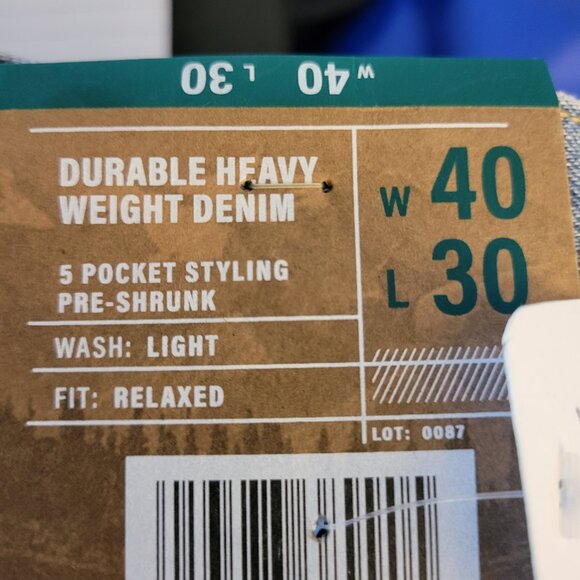 W 40 L 30
DURABLE HEAVY
WEIGHT DENIM
5 POCKET STYLING
PRE-SHRUNK
WASH: LIGHT
FIT: RELAXED
W 40
L 30
LOT: 0087